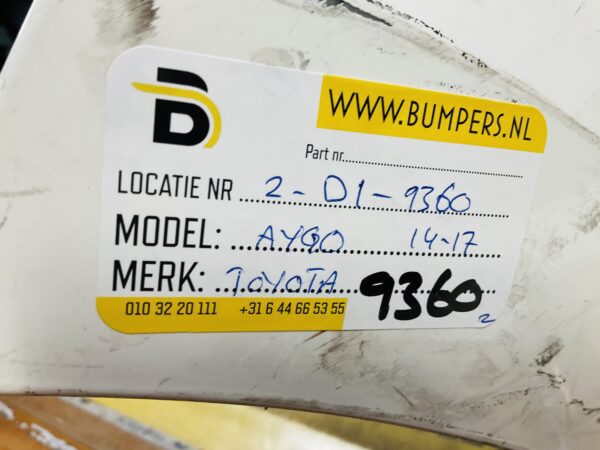 WWW.BUMPERS.NL
Part nr.
LOCATIE NR 2-D1-9360
MODEL: AYGO 14-17
MERK: TOYOTA 9360
2
010 32 20 111 +31 6 44 66 53 55